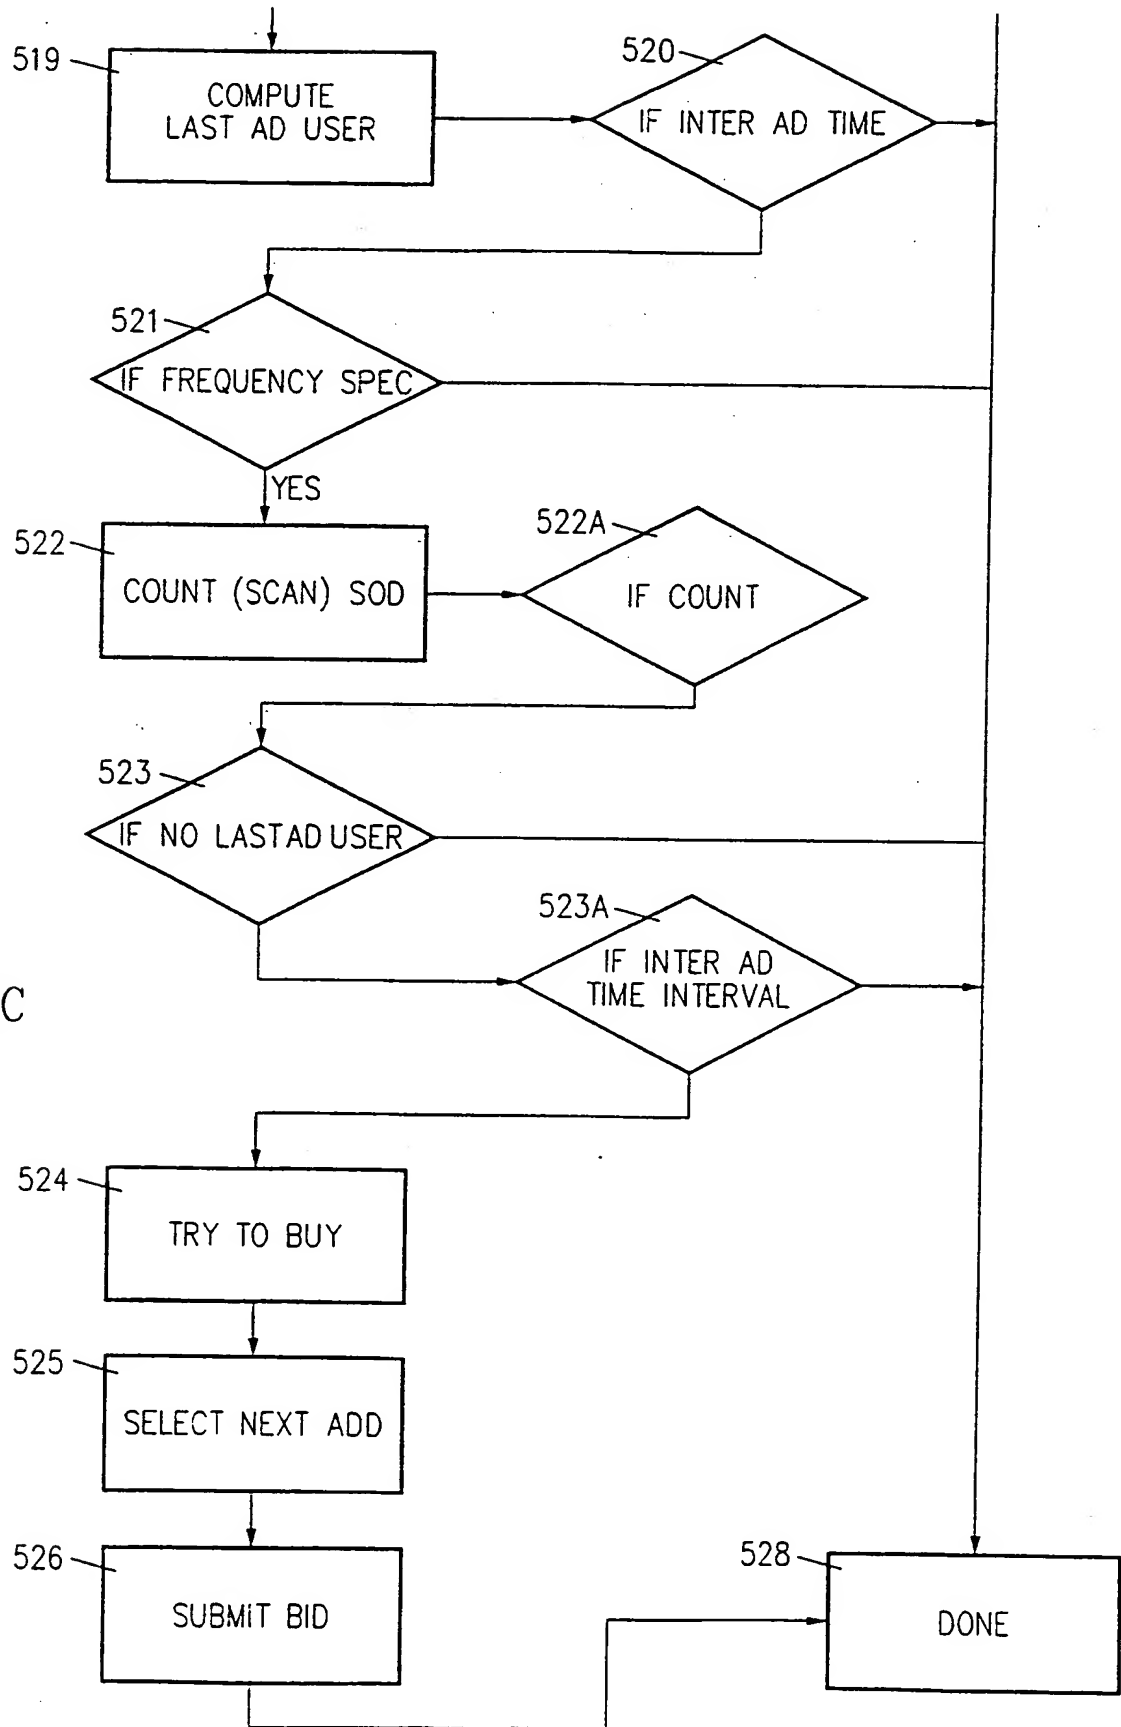 519
COMPUTE
LAST AD USER
520
IF INTER AD TIME
521
IF FREQUENCY SPEC
YES
522
COUNT (SCAN) SOD
522A
IF COUNT
523
IF NO LAST AD USER
523A
IF INTER AD
TIME INTERVAL
C
524
TRY TO BUY
525
SELECT NEXT ADD
526
SUBMIT BID
528
DONE